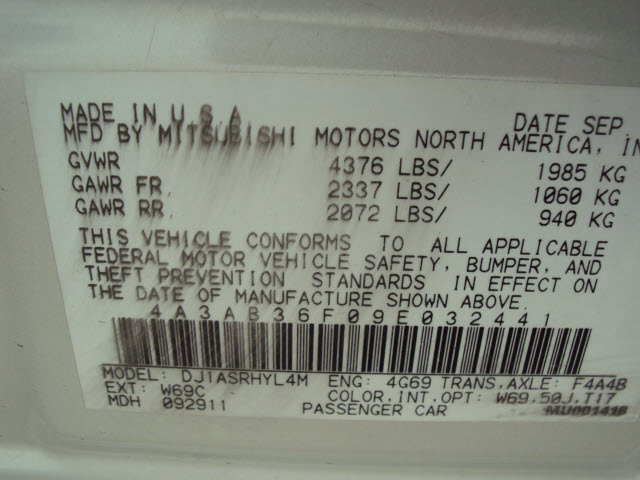 MADE IN U.S.A. DATE SEP
MFD BY MITSUBISHI MOTORS NORTH AMERICA, IN
GVWR 4376 LBS/ 1985 KG
GAWR FR, 2337 LBS/ 1060 KG
GAWR RR, 2072 LBS/ 940 KG
THIS VEHICLE CONFORMS TO ALL APPLICABLE
FEDERAL MOTOR VEHICLE SAFETY, BUMPER, AND
THEFT PREVENTION STANDARDS IN EFFECT ON
THE DATE OF MANUFACTURE SHOWN ABOVE.
4A3AB36F09E032441
MODEL: DJ1ASRHYL4M ENG: 4G69 TRANS.AXLE: F4A4B
EXT: W69C COLOR.INT.OPT: W69.50J.T17
MDH 092911 PASSENGER CAR